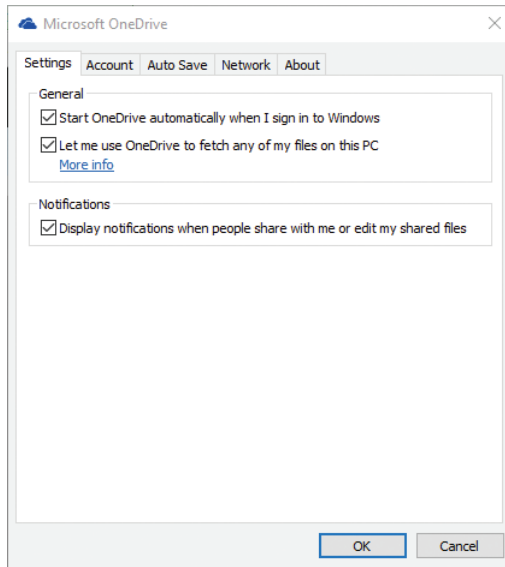 Microsoft OneDrive
Settings Account Auto Save Network About
General
Start OneDrive automatically when I sign in to Windows
Let me use OneDrive to fetch any of my files on this PC
More info
Notifications
Display notifications when people share with me or edit my shared files
OK Cancel